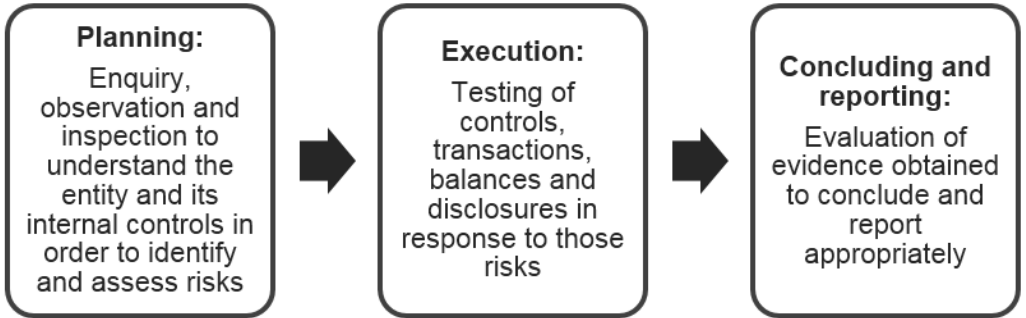 Planning:
Enquiry,
observation and
inspection to
understand the
entity and its
internal controls in
order to identify
and assess risks
Execution:
Testing of
controls,
transactions,
balances and
disclosures in
response to those
risks
Concluding and
reporting:
Evaluation of
evidence obtained
to conclude and
report
appropriately